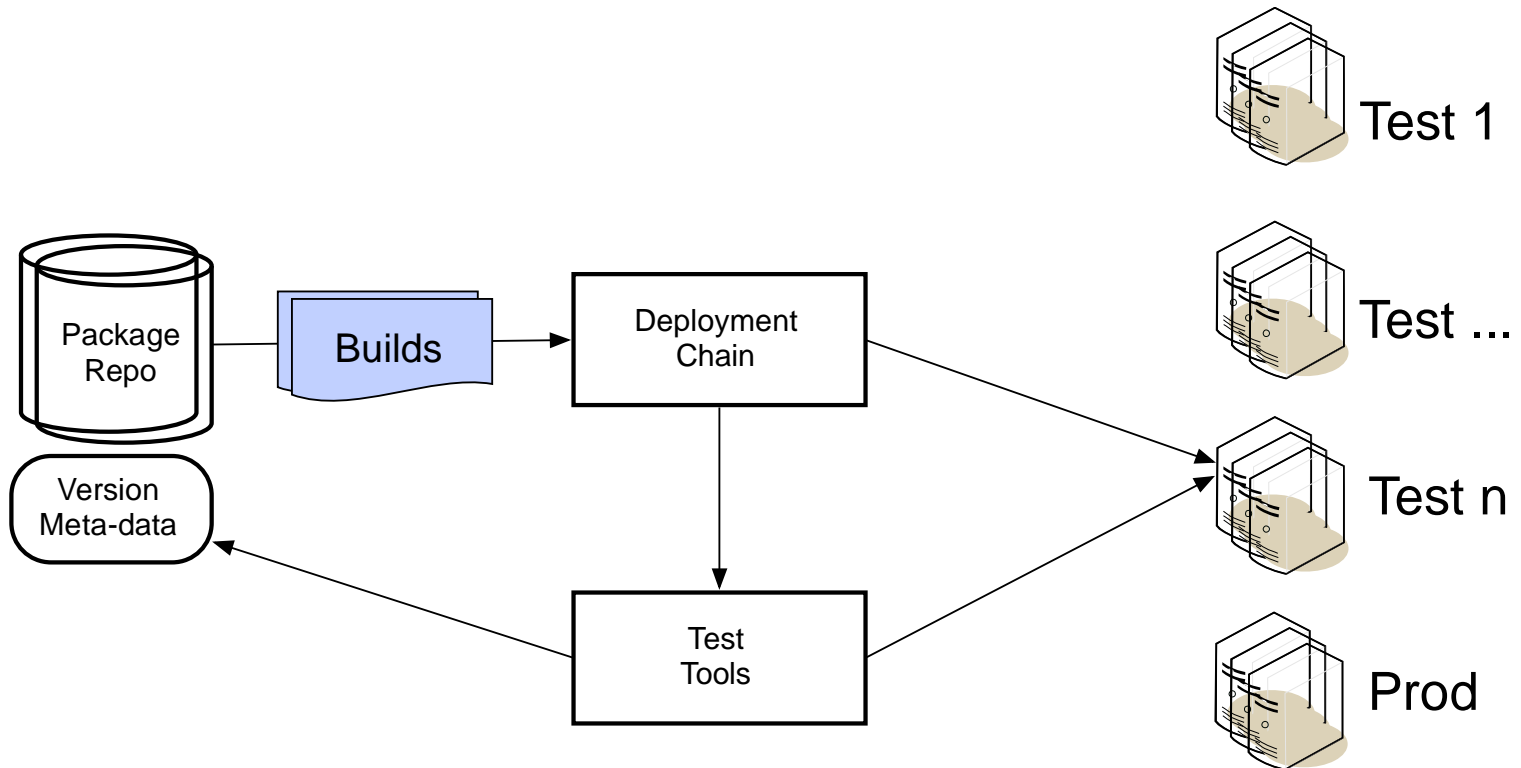 Test 1
Package
Repo
Builds
Deployment
Chain
Test ...
Version
Meta-data
Test n
Test
Tools
Prod